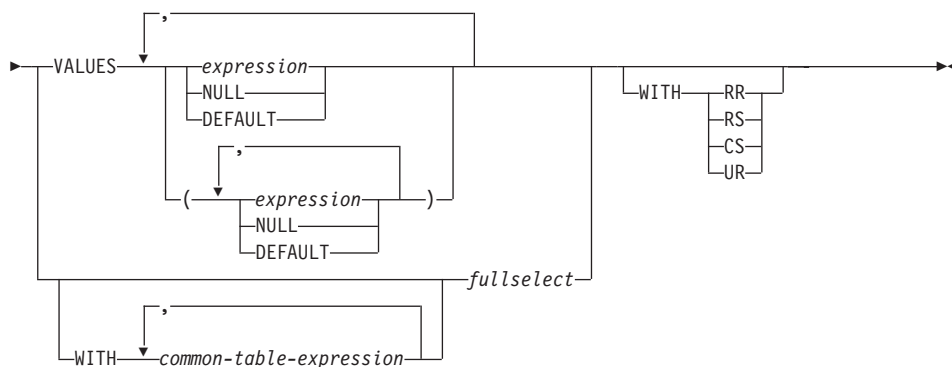 ,
VALUES expression
NULL
DEFAULT
,
( expression )
NULL
DEFAULT
WITH RR
RS
CS
UR
fullselect
,
WITH common-table-expression